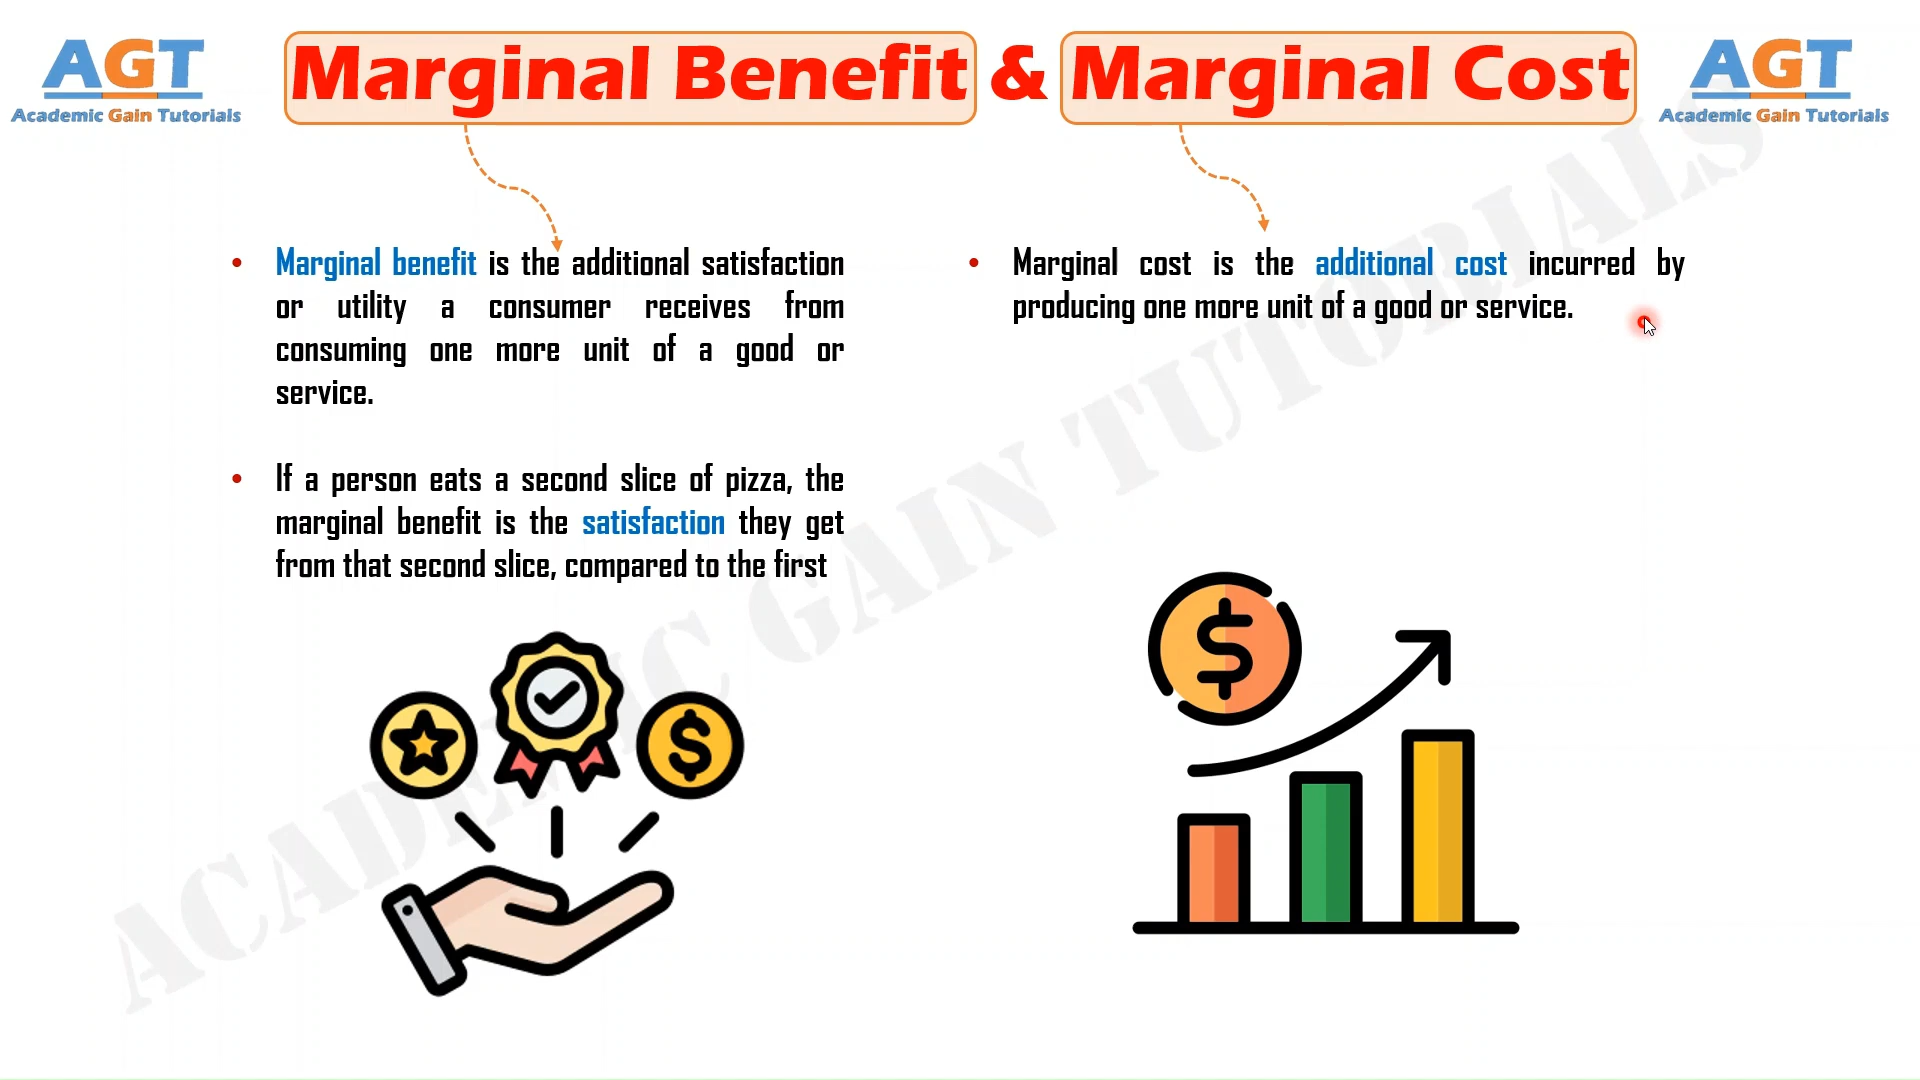 AGT
Academic Gain Tutorials
Marginal Benefit & Marginal Cost
AGT
Academic Gain Tutorials
• Marginal benefit is the additional satisfaction
or utility a consumer receives from
consuming one more unit of a good or
service.
• If a person eats a second slice of pizza, the
marginal benefit is the satisfaction they get
from that second slice, compared to the first
• Marginal cost is the additional cost incurred by
producing one more unit of a good or service.
$
$
ACADEMIC GAIN TUTORIALS